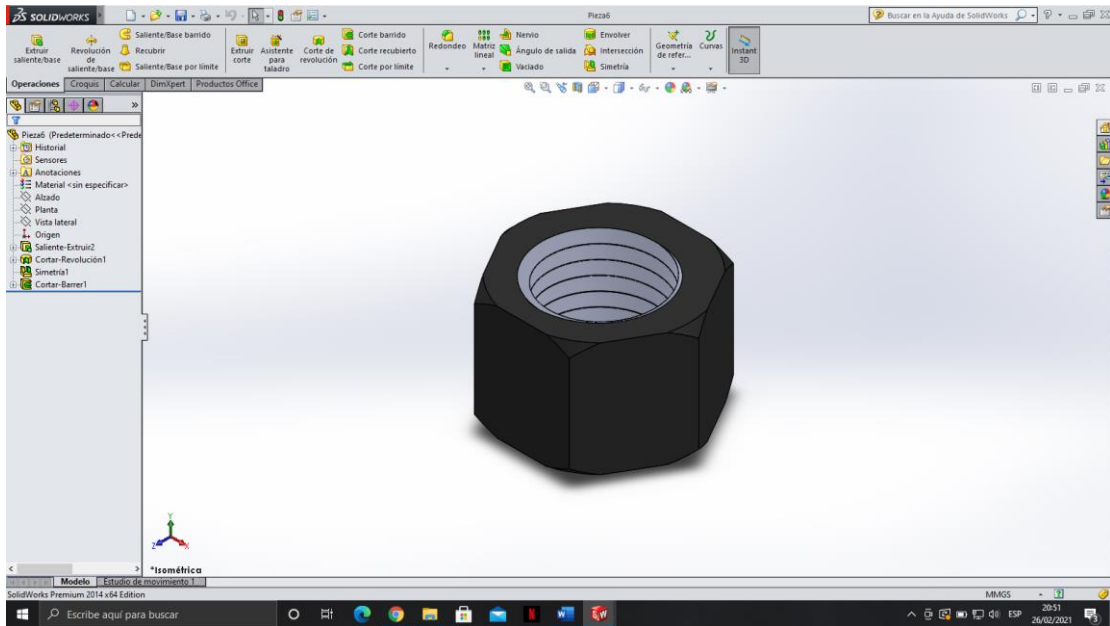 SOLIDWORKS
Pieza6
Buscar en la Ayuda de SolidWorks
Extruir saliente/base
Revolución de saliente/base
Saliente/Base barrido
Recubrir
Saliente/Base por límite
Extruir corte
Asistente para taladro
Corte de revolución
Corte barrido
Corte recubierto
Corte por límite
Redondeo
Matriz lineal
Nervio
Ángulo de salida
Vaciado
Envolver
Intersección
Simetría
Geometría de refer...
Curvas
Instant 3D
Operaciones Croquis Calcular DimXpert Productos Office
Pieza6 (Predeterminado<<Prede
Historial
Sensores
Anotaciones
Material <sin especificar>
Alzado
Planta
Vista lateral
Origen
Saliente-Extruir2
Cortar-Revolución1
Simetría1
Cortar-Barrer1
Y
Z
X
*Isométrica
Modelo Estudio de movimiento 1
SolidWorks Premium 2014 x64 Edition
MMGS
Escribe aquí para buscar
ESP
20:51
26/02/2021